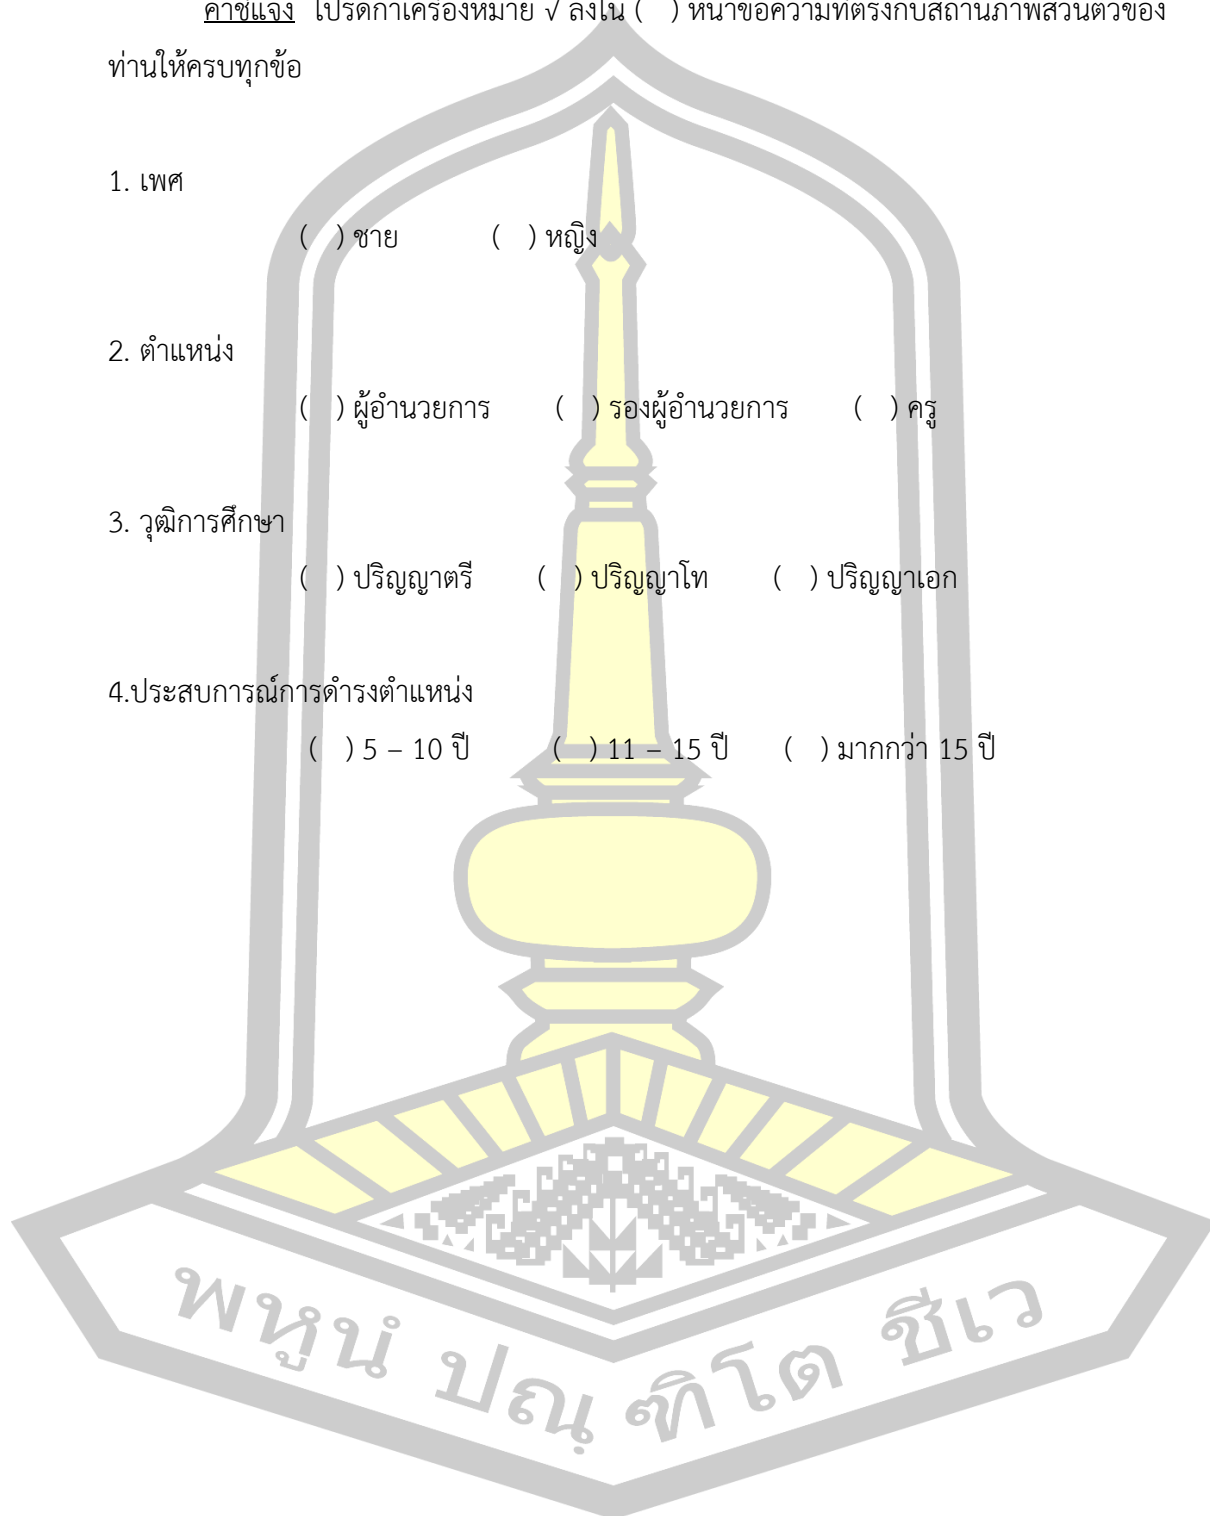 คำชี้แจง โปรดกาเครื่องหมาย √ ลงใน ( ) หน้าข้อความที่ตรงกับสถานภาพส่วนตัวของ
ท่านให้ครบทุกข้อ
1. เพศ
( ) ชาย ( ) หญิง
2. ตำแหน่ง
( ) ผู้อำนวยการ ( ) รองผู้อำนวยการ ( ) ครู
3. วุฒิการศึกษา
( ) ปริญญาตรี ( ) ปริญญาโท ( ) ปริญญาเอก
4.ประสบการณ์การดำรงตำแหน่ง
( ) 5 – 10 ปี ( ) 11 – 15 ปี ( ) มากกว่า 15 ปี
พหูนํ ปณฺฑิโต ชีเว